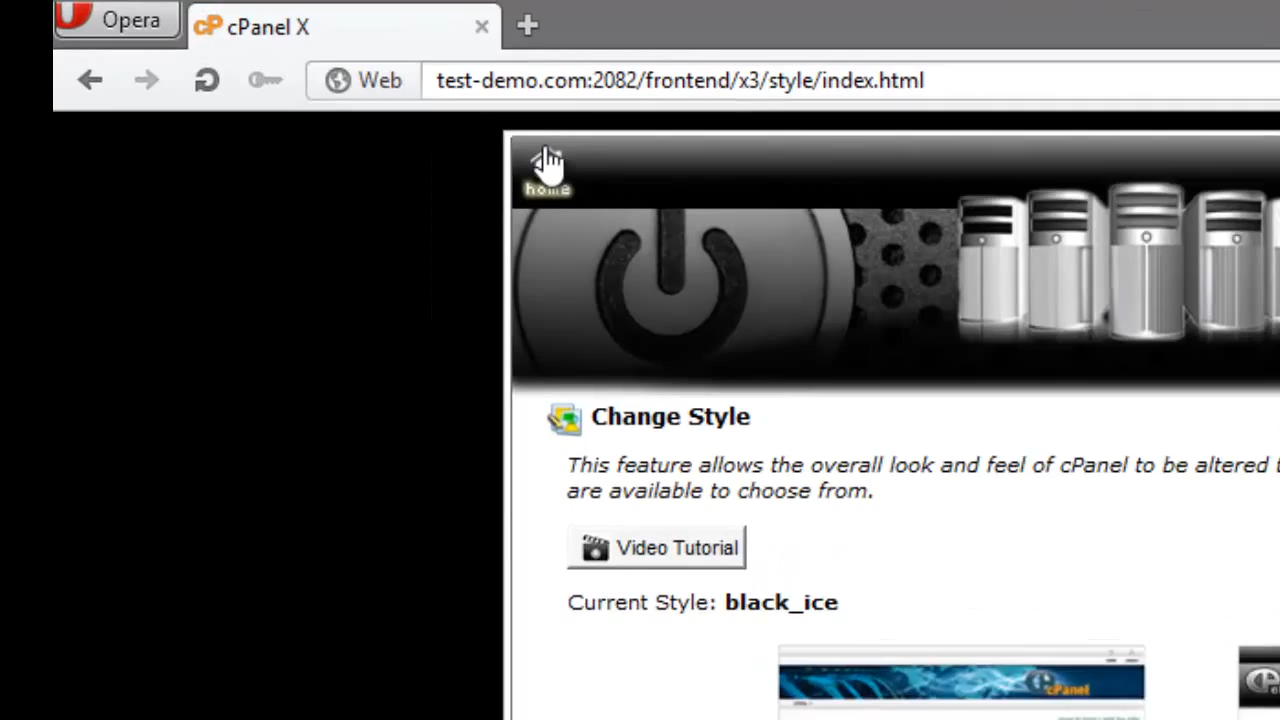 Opera
cP cPanel X
Web
test-demo.com:2082/frontend/x3/style/index.html
home
Change Style
This feature allows the overall look and feel of cPanel to be altered
are available to choose from.
Video Tutorial
Current Style: black_ice
cPanel